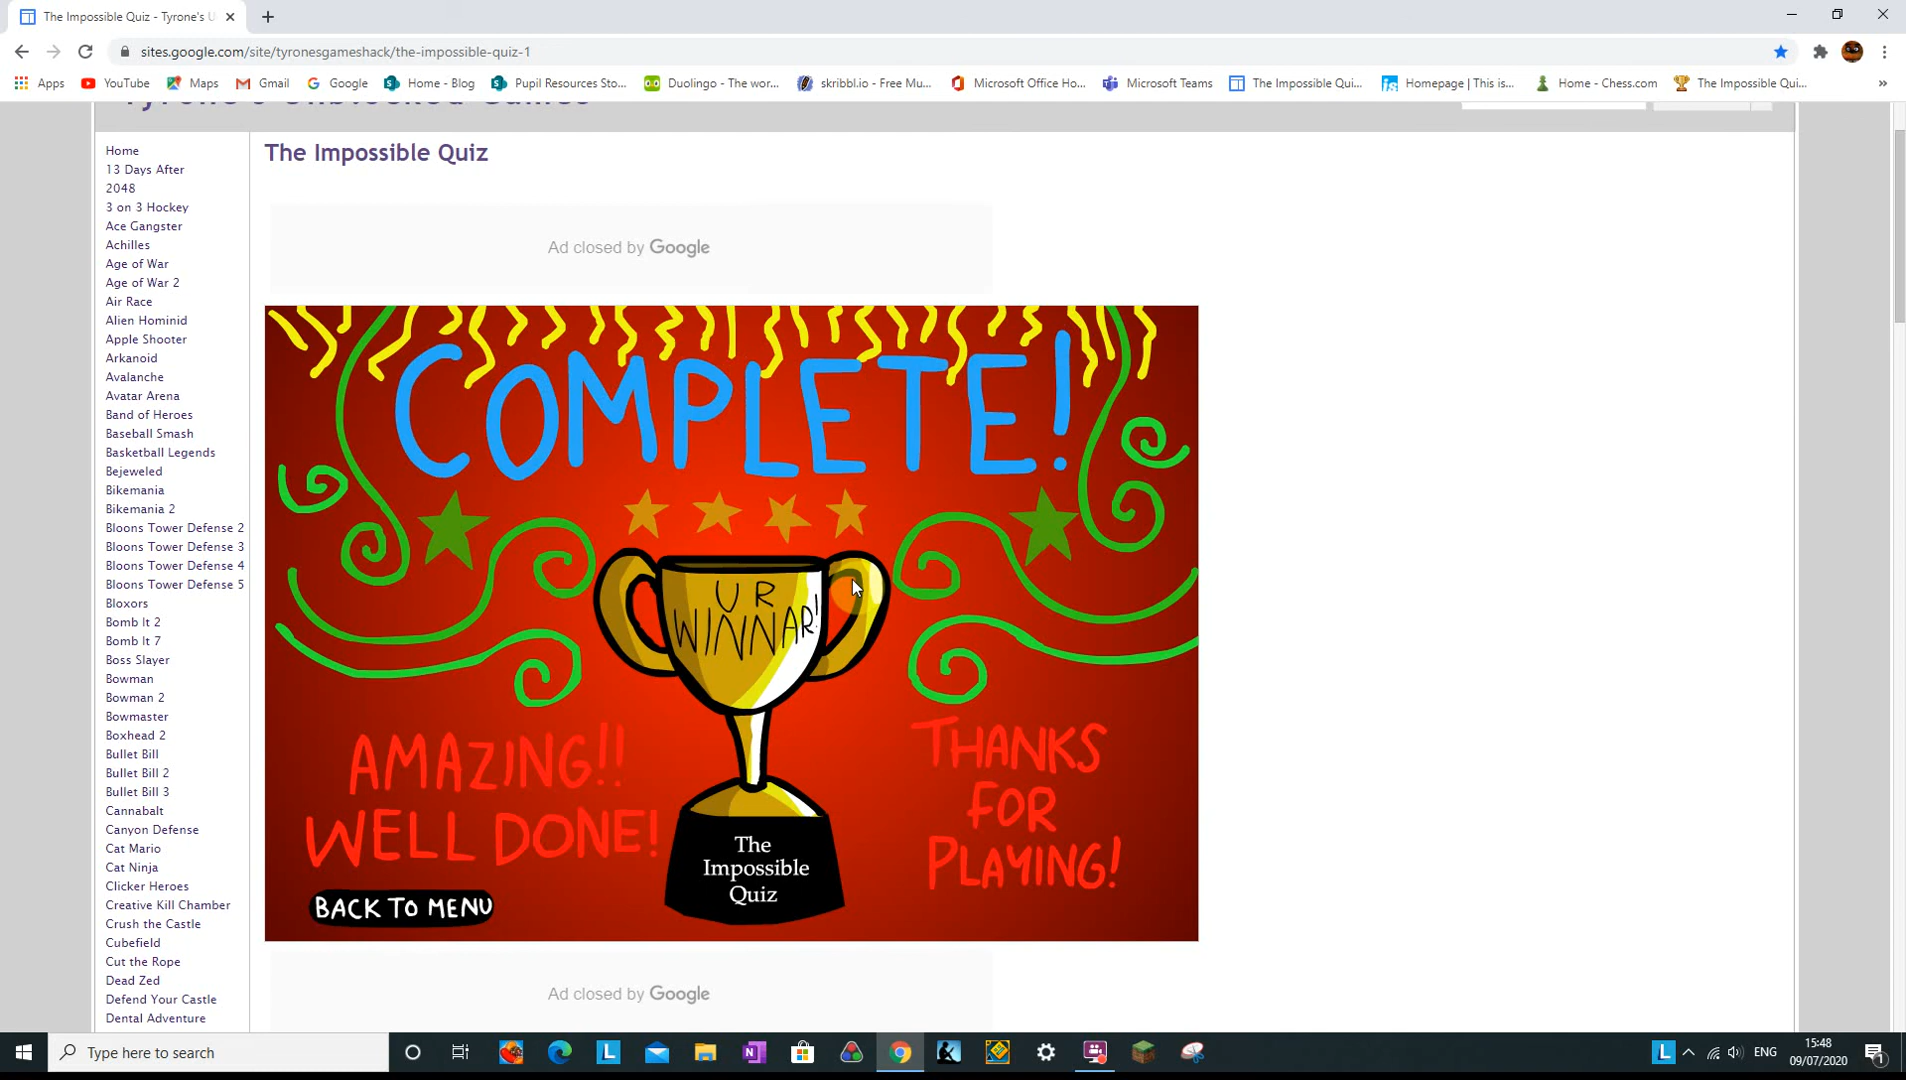 The Impossible Quiz - Tyrone's U
sites.google.com/site/tyronesgameshack/the-impossible-quiz-1
Apps YouTube Maps Gmail Google Home - Blog Pupil Resources Sto... Duolingo - The wor... skribbl.io - Free Mu... Microsoft Office Ho... Microsoft Teams The Impossible Qui... Homepage | This is... Home - Chess.com The Impossible Quiz... »
Tyrone's Unblocked Games
Home
13 Days After
2048
3 on 3 Hockey
Ace Gangster
Achilles
Age of War
Age of War 2
Air Race
Alien Hominid
Apple Shooter
Arkanoid
Avalanche
Avatar Arena
Band of Heroes
Baseball Smash
Basketball Legends
Bejeweled
Bikemania
Bikemania 2
Bloons Tower Defense 2
Bloons Tower Defense 3
Bloons Tower Defense 4
Bloons Tower Defense 5
Bloxors
Bomb It 2
Bomb It 7
Boss Slayer
Bowman
Bowman 2
Bowmaster
Boxhead 2
Bullet Bill
Bullet Bill 2
Bullet Bill 3
Cannabalt
Canyon Defense
Cat Mario
Cat Ninja
Clicker Heroes
Creative Kill Chamber
Crush the Castle
Cubefield
Cut the Rope
Dead Zed
Defend Your Castle
Dental Adventure
The Impossible Quiz
Ad closed by Google
COMPLETE!
U R
WINNAR!
AMAZING!!
WELL DONE!
THANKS
FOR
PLAYING!
The
Impossible
Quiz
BACK TO MENU
Ad closed by Google
Type here to search
L
N
L
ENG
15:48
09/07/2020
1